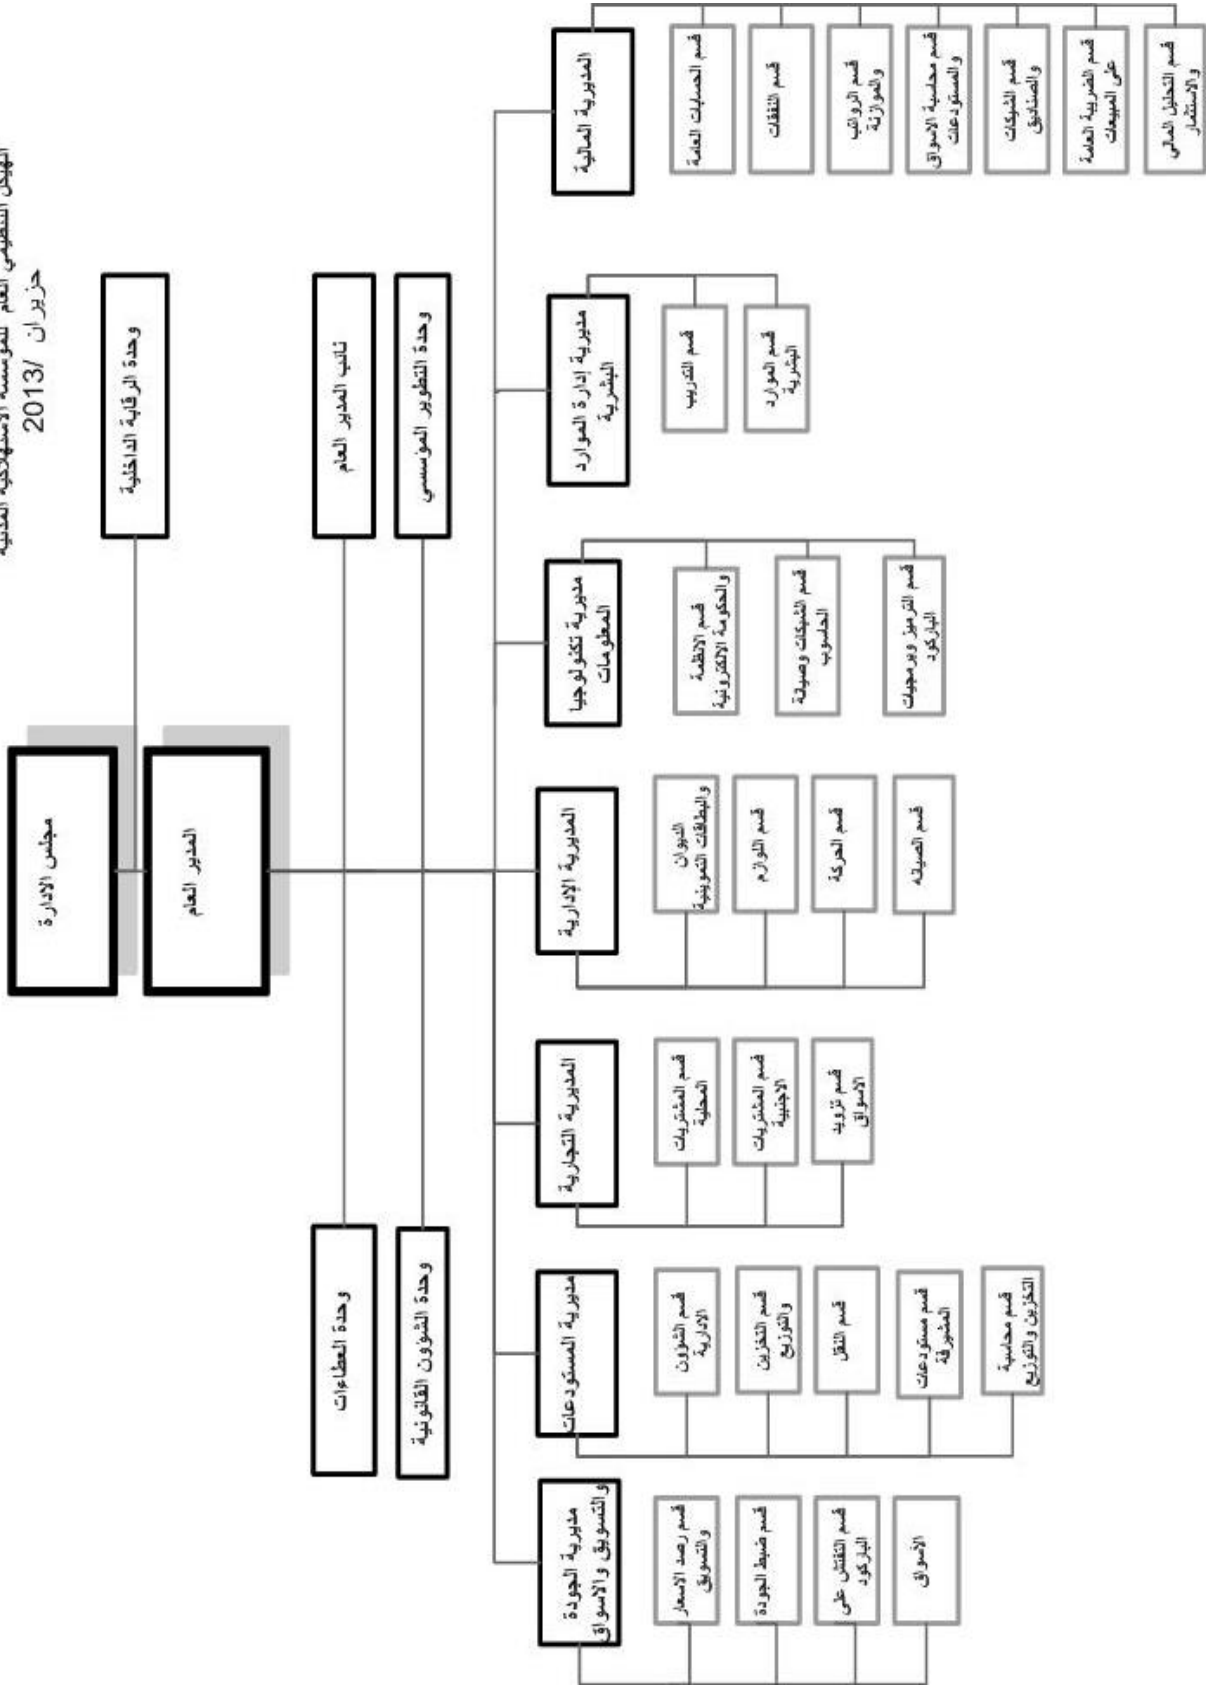 الهيكل التنظيمي العام للمؤسسة الاستهلاكية المدنية
حزيران /2013
مجلس الادارة
وحدة الرقابة الداخلية
المدير العام
نائب المدير العام
وحدة العطاءات
وحدة التطوير المؤسسي
وحدة الشؤون القانونية
المديرية المالية
قسم الحسابات العامة
قسم النفقات
قسم الرواتب
والموازنة
قسم محاسبة الاسواق
والمستودعات
قسم الشيكات
والصناديق
قسم الضريبة العامة
على المبيعات
قسم التحليل المالي
والاستثمار
مديرية إدارة الموارد
البشرية
قسم التدريب
قسم الموارد
البشرية
مديرية تكنولوجيا
المعلومات
قسم الانظمة
والحكومة الالكترونية
قسم الشبكات وصيانة
الحاسوب
قسم الترميز وبرمجيات
الباركود
المديرية الإدارية
الديوان
والبطاقات التموينية
قسم اللوازم
قسم الحركة
قسم الصيانه
المديرية التجارية
قسم المشتريات
المحلية
قسم المشتريات
الاجنبية
قسم تزويد
الاسواق
مديرية المستودعات
قسم الشؤون
الادارية
قسم التخزين
والتوزيع
قسم النقل
قسم مستودعات
المشيرفة
قسم محاسبة
التخزين والتوزيع
مديرية الجودة
والتسويق والاسواق
قسم رصد الاسعار
والتسويق
قسم ضبط الجودة
قسم التفتش على
الباركود
الأسواق